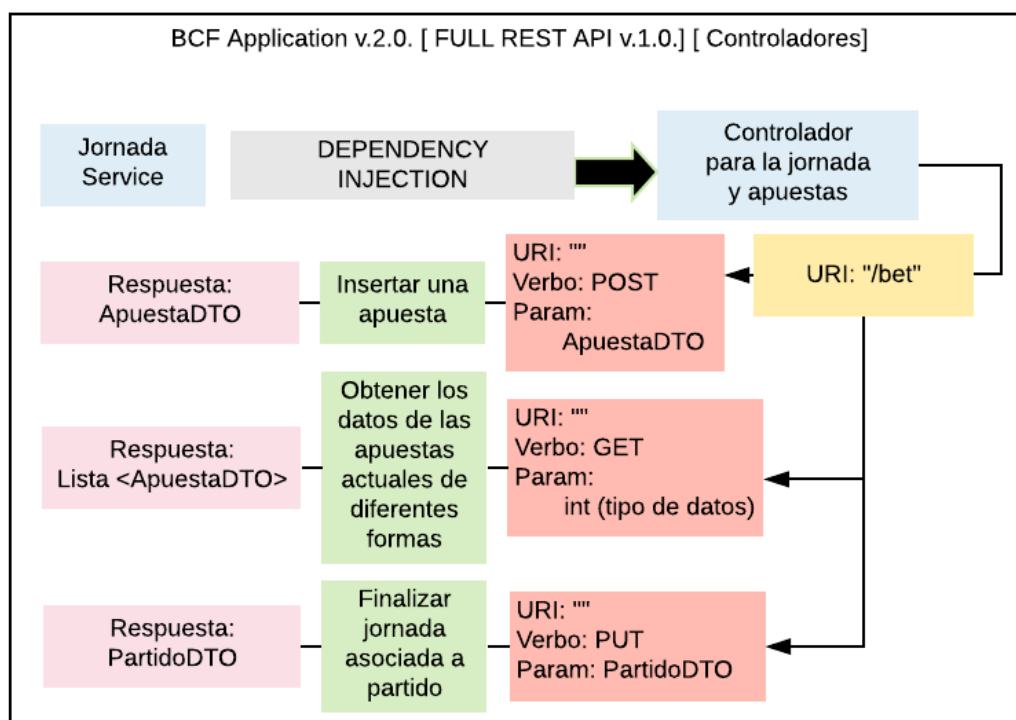 BCF Application v.2.0. [ FULL REST API v.1.0.] [ Controladores]
Jornada
Service
DEPENDENCY
INJECTION
Controlador
para la jornada
y apuestas
URI: "/bet"
URI: ""
Verbo: POST
Param:
ApuestaDTO
Insertar una
apuesta
Respuesta:
ApuestaDTO
URI: ""
Verbo: GET
Param:
int (tipo de datos)
Obtener los
datos de las
apuestas
actuales de
diferentes
formas
Respuesta:
Lista <ApuestaDTO>
URI: ""
Verbo: PUT
Param: PartidoDTO
Finalizar
jornada
asociada a
partido
Respuesta:
PartidoDTO